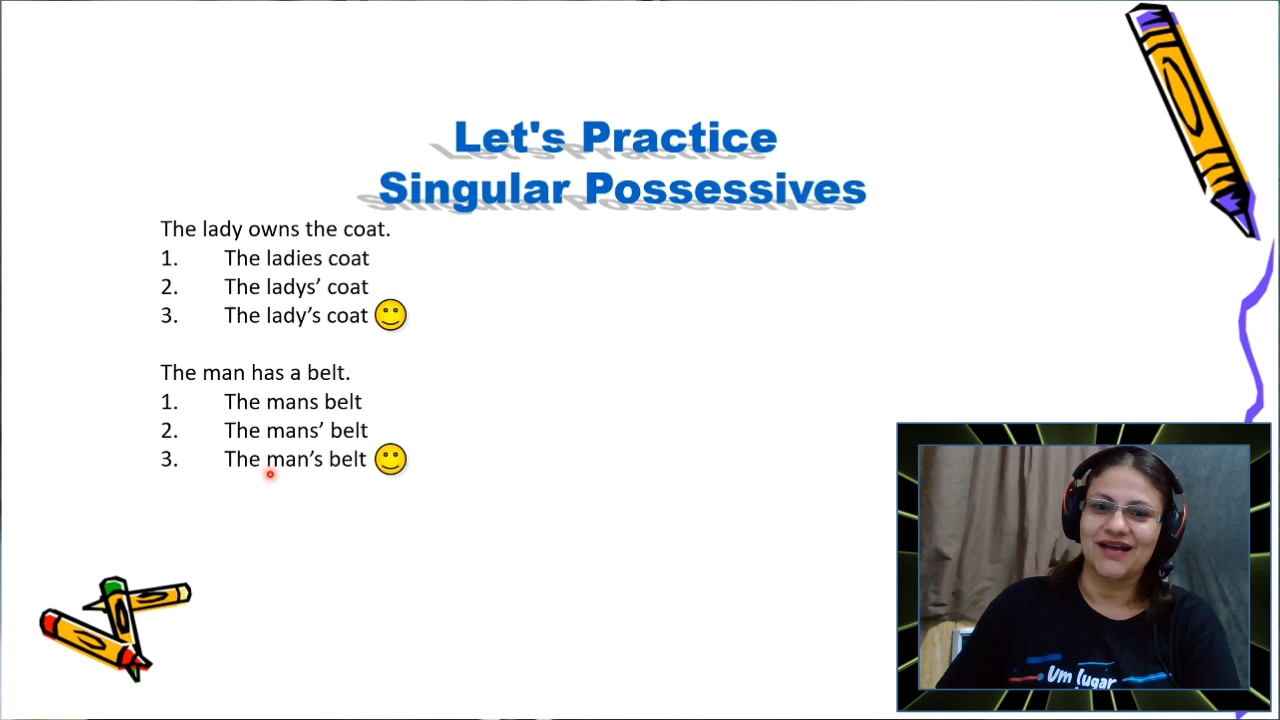 Let's Practice
Singular Possessives
The lady owns the coat.
1. The ladies coat
2. The ladys’ coat
3. The lady’s coat
The man has a belt.
1. The mans belt
2. The mans’ belt
3. The man’s belt
Um lugar